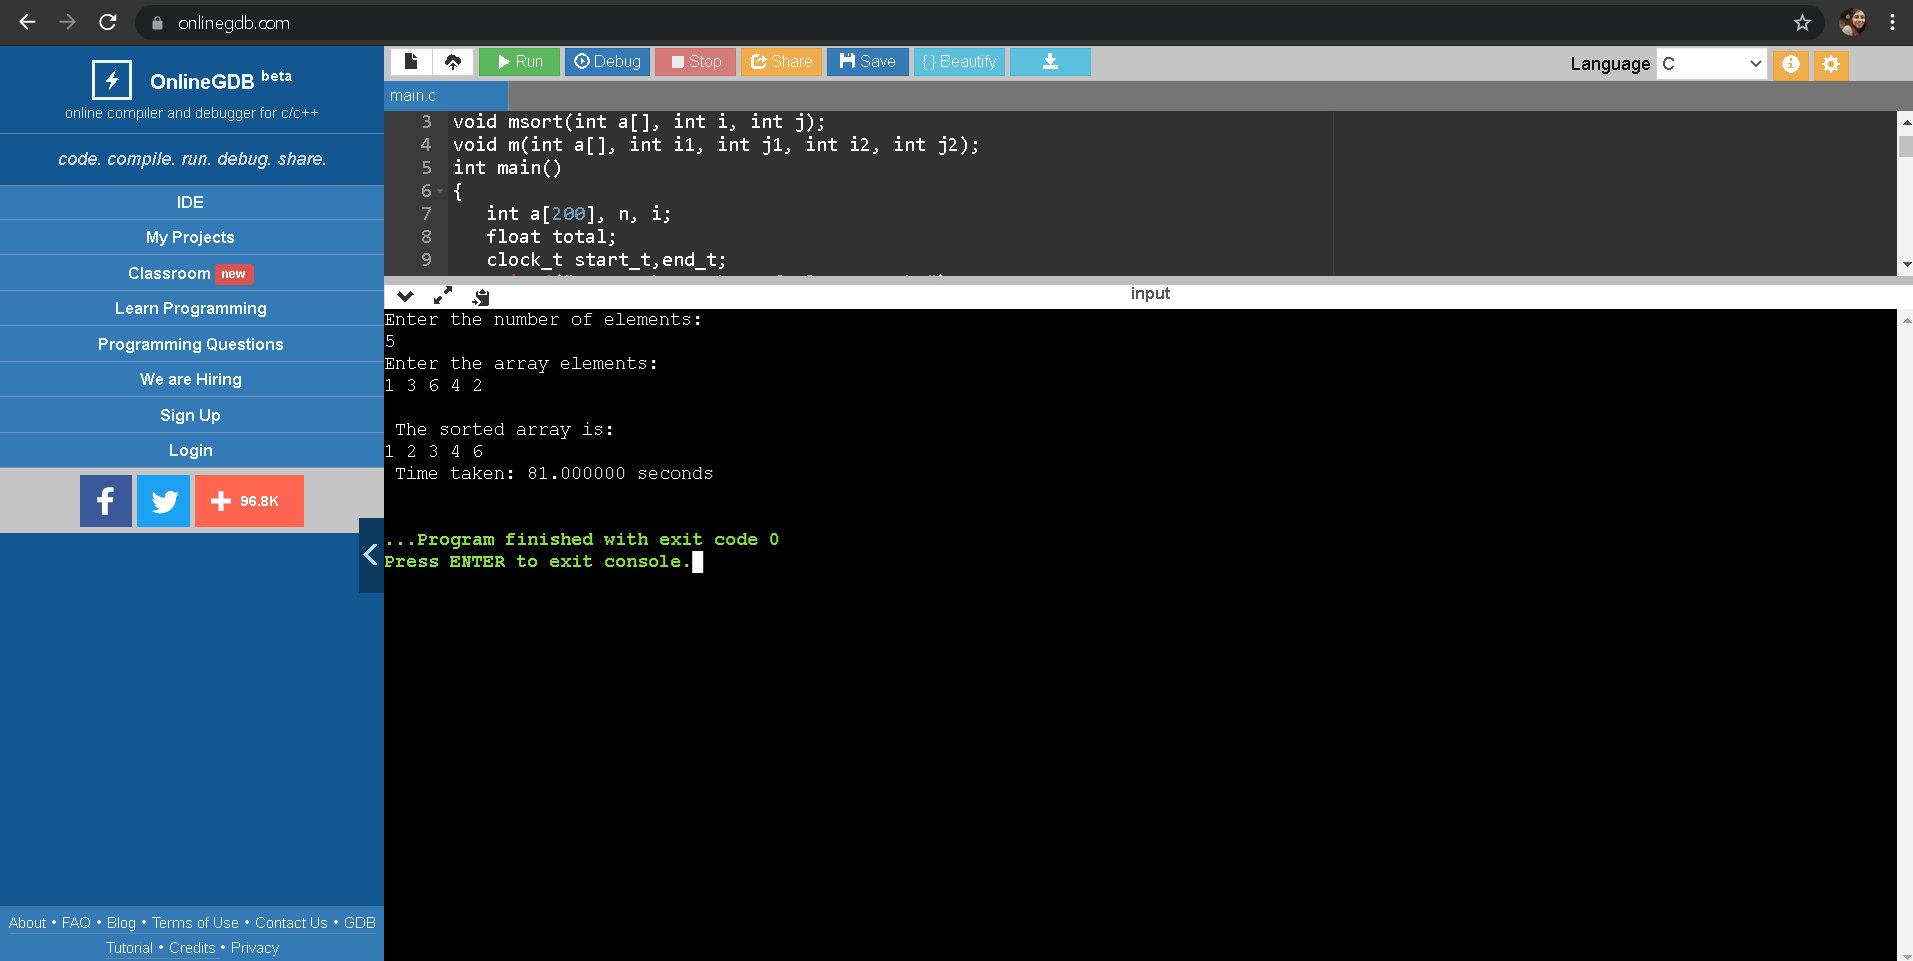 onlinegdb.com
OnlineGDB beta
online compiler and debugger for c/c++
code. compile. run. debug. share.
IDE
My Projects
Classroom new
Learn Programming
Programming Questions
We are Hiring
Sign Up
Login
f + 96.8K
About • FAQ • Blog • Terms of Use • Contact Us • GDB
Tutorial • Credits • Privacy
Run Debug Stop Share Save { } Beautify Language C
main.c
3 void msort(int a[], int i, int j);
4 void m(int a[], int i1, int j1, int i2, int j2);
5 int main()
6 {
7 int a[200], n, i;
8 float total;
9 clock_t start_t,end_t;
input
Enter the number of elements:
5
Enter the array elements:
1 3 6 4 2
The sorted array is:
1 2 3 4 6
Time taken: 81.000000 seconds
...Program finished with exit code 0
Press ENTER to exit console.